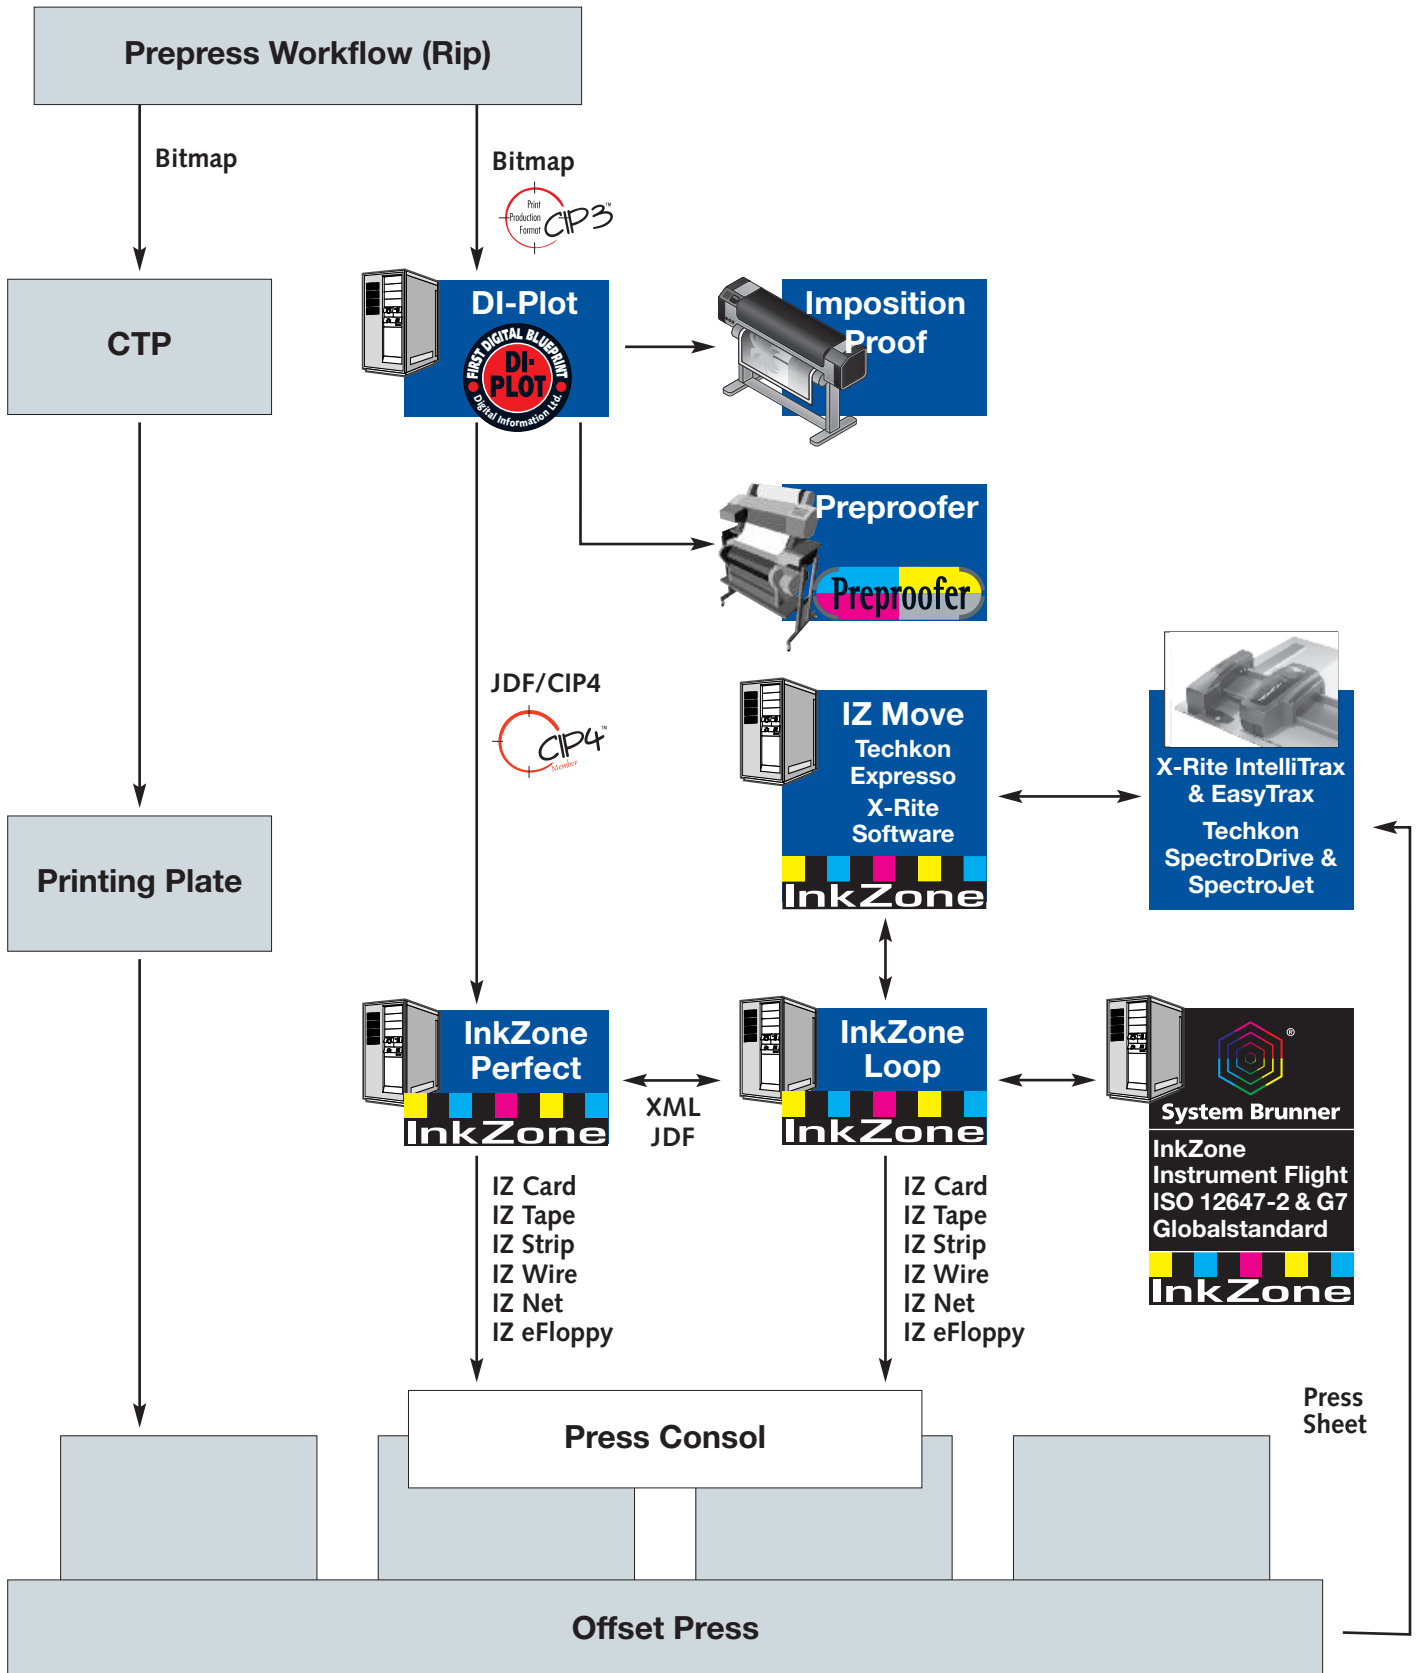 Prepress Workflow (Rip)
Bitmap
Bitmap
Print
Production
Format
CIP3™
CTP
DI-Plot
FIRST DIGITAL BLUEPRINT
DI-
PLOT
Digital Information Ltd.
Imposition
Proof
Preproofer
Preproofer
JDF/CIP4
CIP4™
Member
IZ Move
Techkon
Expresso
X-Rite
Software
InkZone
X-Rite IntelliTrax
& EasyTrax
Techkon
SpectroDrive &
SpectroJet
Printing Plate
InkZone
Perfect
InkZone
XML
JDF
InkZone
Loop
InkZone
®
System Brunner
InkZone
Instrument Flight
ISO 12647-2 & G7
Globalstandard
InkZone
IZ Card
IZ Tape
IZ Strip
IZ Wire
IZ Net
IZ eFloppy
IZ Card
IZ Tape
IZ Strip
IZ Wire
IZ Net
IZ eFloppy
Press
Sheet
Press Consol
Offset Press